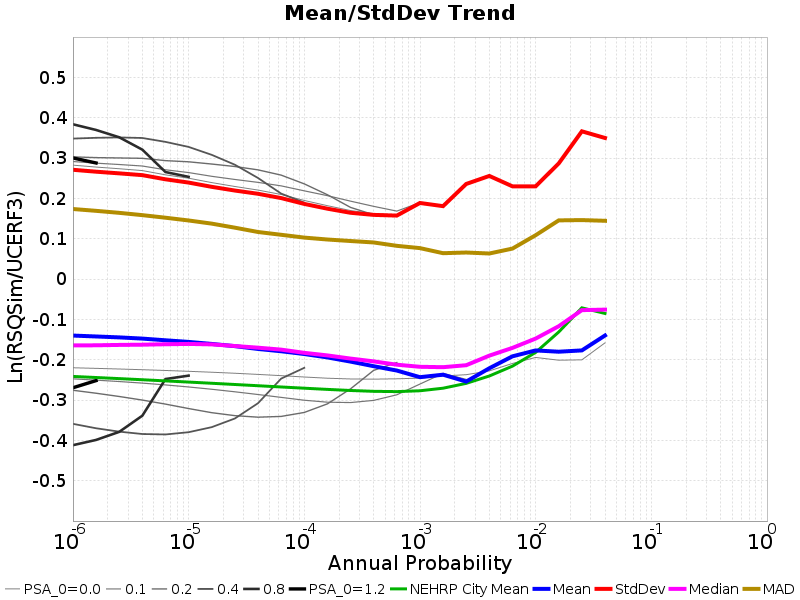 Mean/StdDev Trend
Ln(RSQSim/UCERF3)
0.5
0.4
0.3
0.2
0.1
0
-0.1
-0.2
-0.3
-0.4
-0.5
10^-6 10^-5 10^-4 10^-3 10^-2 10^-1 10^0
Annual Probability
PSA_0=0.0 0.1 0.2 0.4 0.8 PSA_0=1.2 NEHRP City Mean Mean StdDev Median MAD